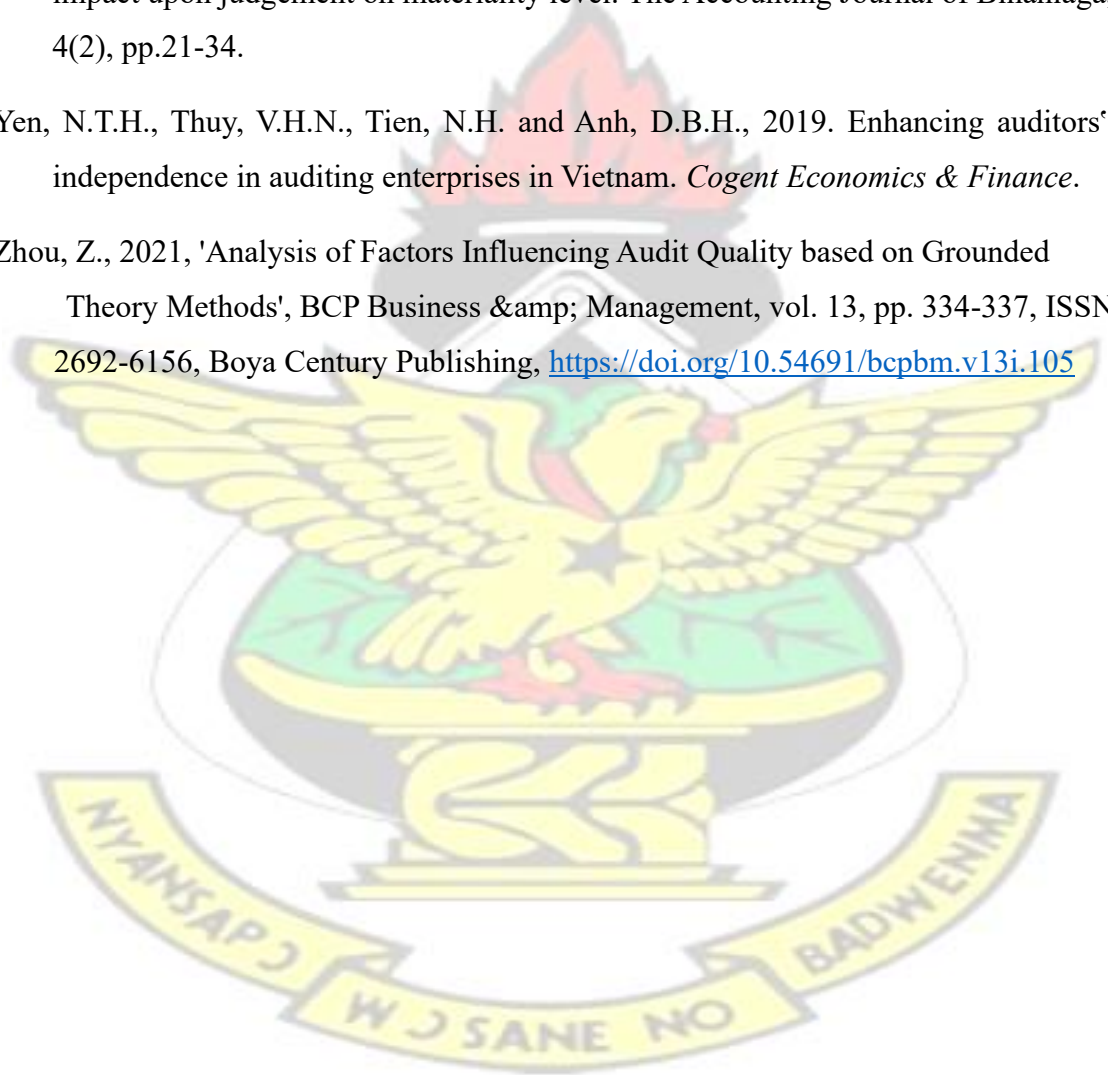 impact upon judgement on materiality level. The Accounting Journal of Binaniaga,
4(2), pp.21-34.
Yen, N.T.H., Thuy, V.H.N., Tien, N.H. and Anh, D.B.H., 2019. Enhancing auditors‛
independence in auditing enterprises in Vietnam. Cogent Economics & Finance.
Zhou, Z., 2021, 'Analysis of Factors Influencing Audit Quality based on Grounded
Theory Methods', BCP Business &amp; Management, vol. 13, pp. 334-337, ISSN
2692-6156, Boya Century Publishing, https://doi.org/10.54691/bcpbm.v13i.105
NYANSAPƆ WƆSANE NO BADWENMA